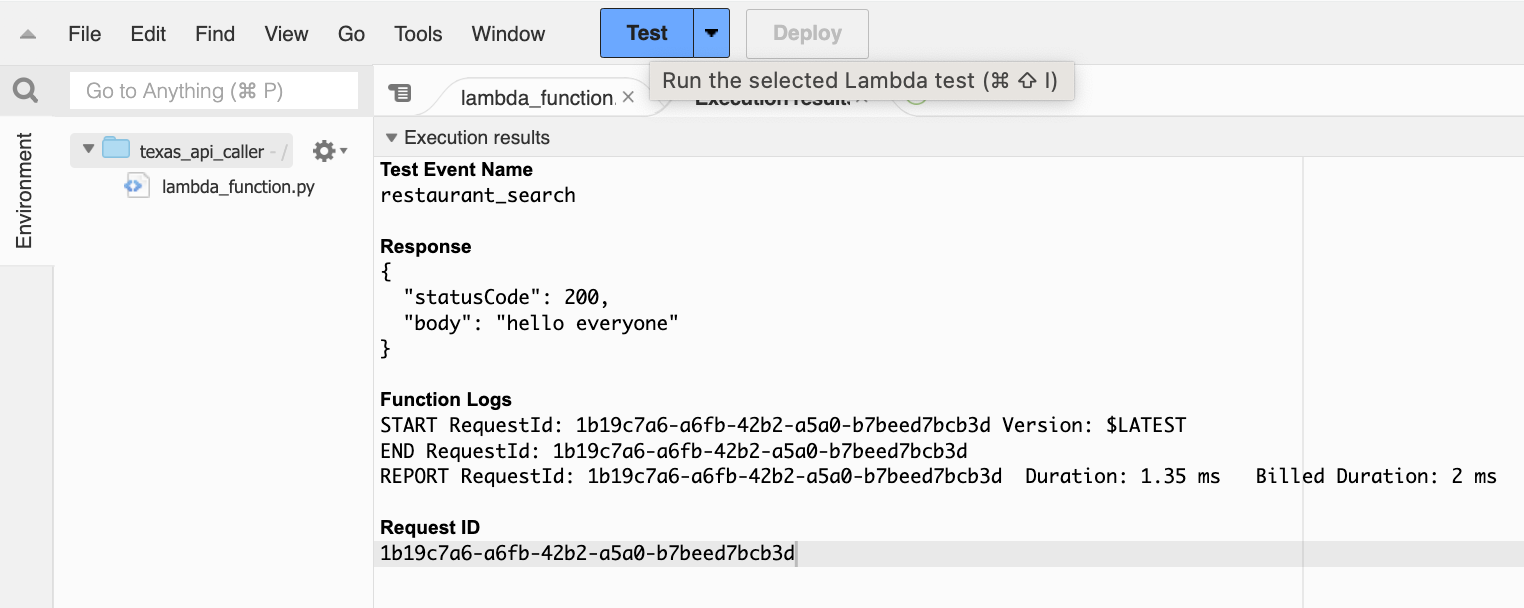 File Edit Find View Go Tools Window Test Deploy
Go to Anything (⌘ P)
lambda_function.
Run the selected Lambda test (⌘ ⇧ I)
Execution result
Environment
texas_api_caller - /
lambda_function.py
Execution results
Test Event Name
restaurant_search
Response
{
"statusCode": 200,
"body": "hello everyone"
}
Function Logs
START RequestId: 1b19c7a6-a6fb-42b2-a5a0-b7beed7bcb3d Version: $LATEST
END RequestId: 1b19c7a6-a6fb-42b2-a5a0-b7beed7bcb3d
REPORT RequestId: 1b19c7a6-a6fb-42b2-a5a0-b7beed7bcb3d Duration: 1.35 ms Billed Duration: 2 ms
Request ID
1b19c7a6-a6fb-42b2-a5a0-b7beed7bcb3d